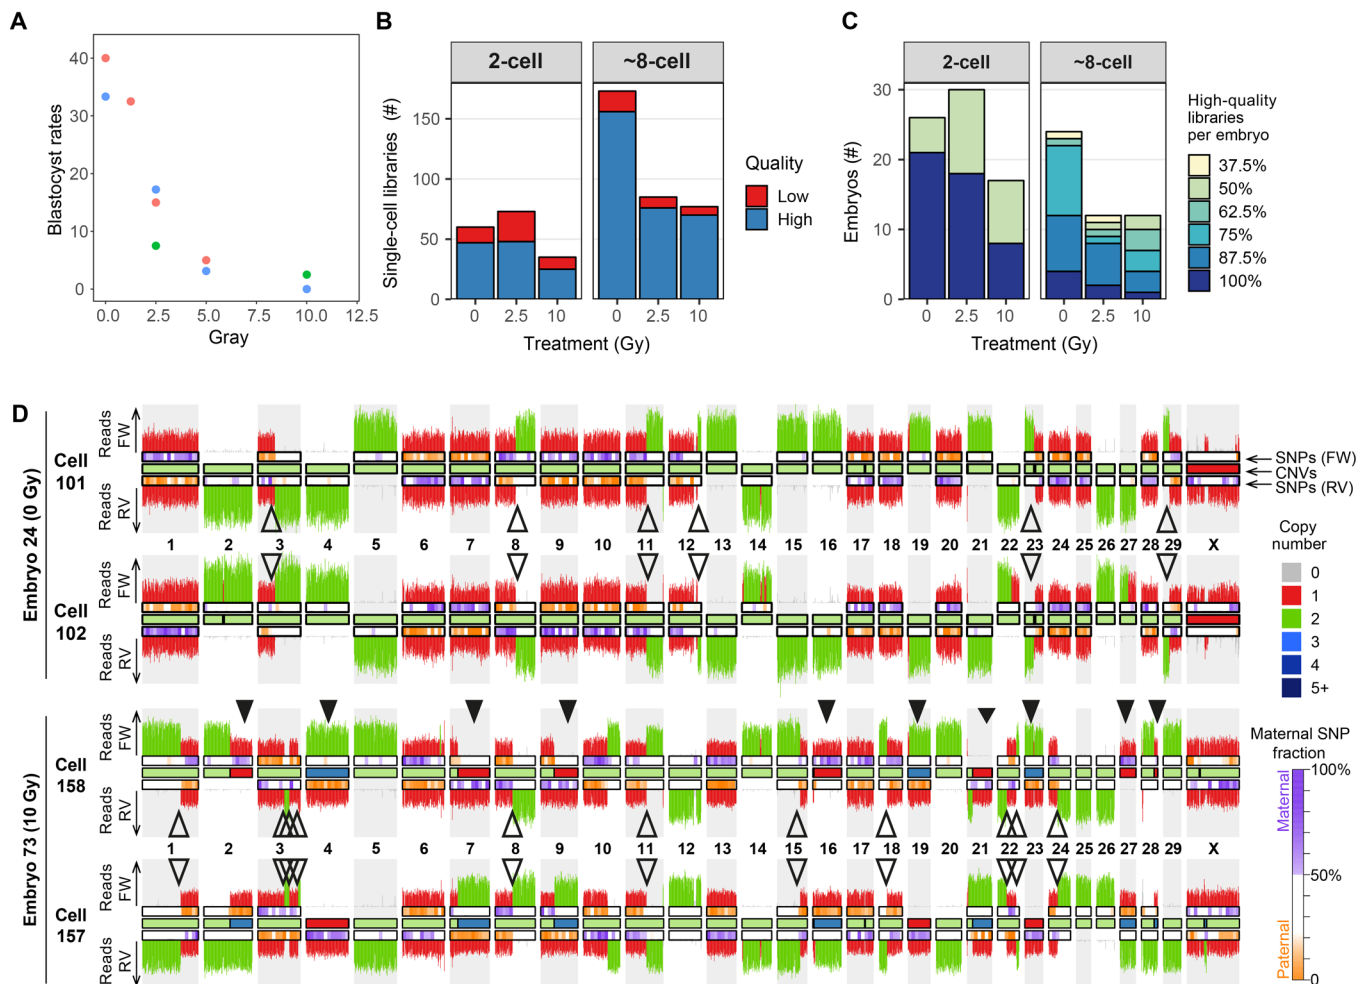 A
Blastocyst rates
40
30
20
10
0
0.0 2.5 5.0 7.5 10.0 12.5
Gray
B
2-cell ~8-cell
Single-cell libraries (#)
150
100
50
0
0 2.5 10 0 2.5 10
Treatment (Gy)
Quality
Low
High
C
2-cell ~8-cell
Embryos (#)
30
20
10
0
0 2.5 10 0 2.5 10
Treatment (Gy)
High-quality
libraries
per embryo
37.5%
50%
62.5%
75%
87.5%
100%
D
Embryo 24 (0 Gy)
Reads
FW
Cell
101
Reads
RV
SNPs (FW)
CNVs
SNPs (RV)
1 2 3 4 5 6 7 8 9 10 11 12 13 14 15 16 17 18 19 20 21 22 23 24 25 26 27 28 29 X
Reads
FW
Cell
102
Reads
RV
Copy
number
0
1
2
3
4
5+
Embryo 73 (10 Gy)
Reads
FW
Cell
158
Reads
RV
1 2 3 4 5 6 7 8 9 10 11 12 13 14 15 16 17 18 19 20 21 22 23 24 25 26 27 28 29 X
Reads
FW
Cell
157
Reads
RV
Maternal SNP
fraction
100%
Maternal
50%
Paternal
0